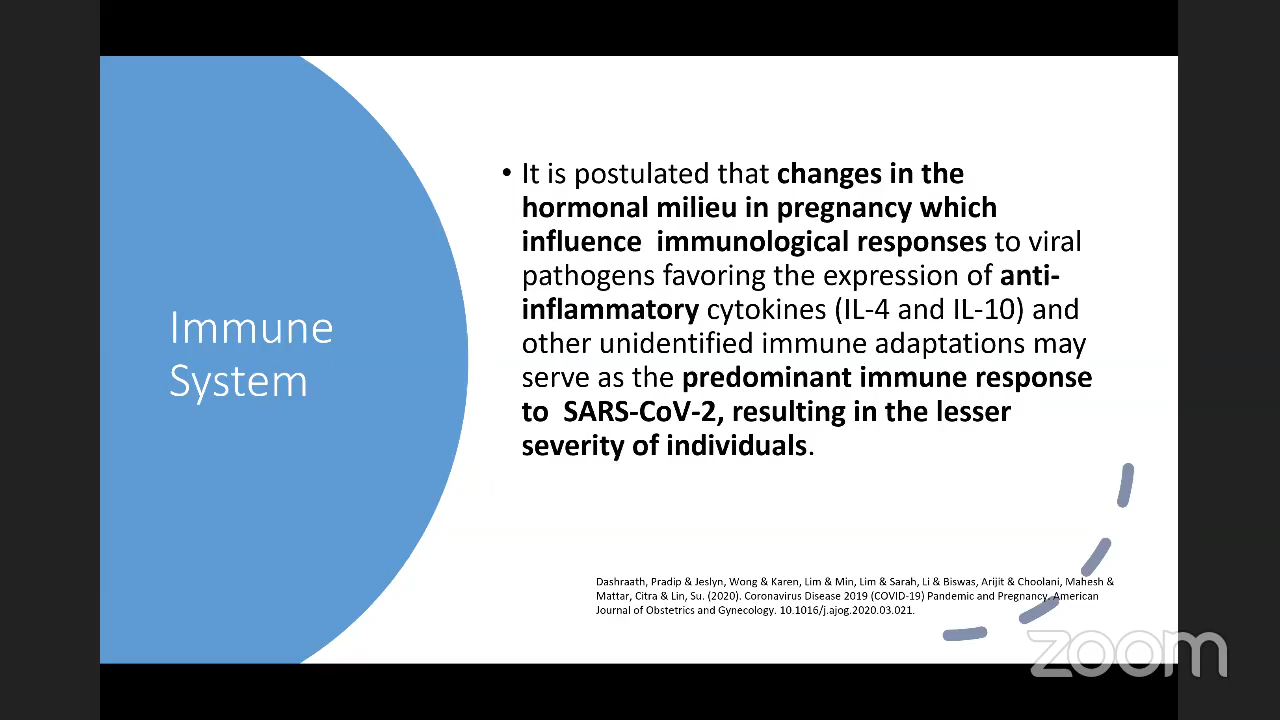 Immune
System
• It is postulated that changes in the
hormonal milieu in pregnancy which
influence  immunological responses to viral
pathogens favoring the expression of anti-
inflammatory cytokines (IL-4 and IL-10) and
other unidentified immune adaptations may
serve as the predominant immune response
to  SARS-CoV-2, resulting in the lesser
severity of individuals.
Dashraath, Pradip & Jeslyn, Wong & Karen, Lim & Min, Lim & Sarah, Li & Biswas, Arijit & Choolani, Mahesh &
Mattar, Citra & Lin, Su. (2020). Coronavirus Disease 2019 (COVID-19) Pandemic and Pregnancy. American
Journal of Obstetrics and Gynecology. 10.1016/j.ajog.2020.03.021.
zoom